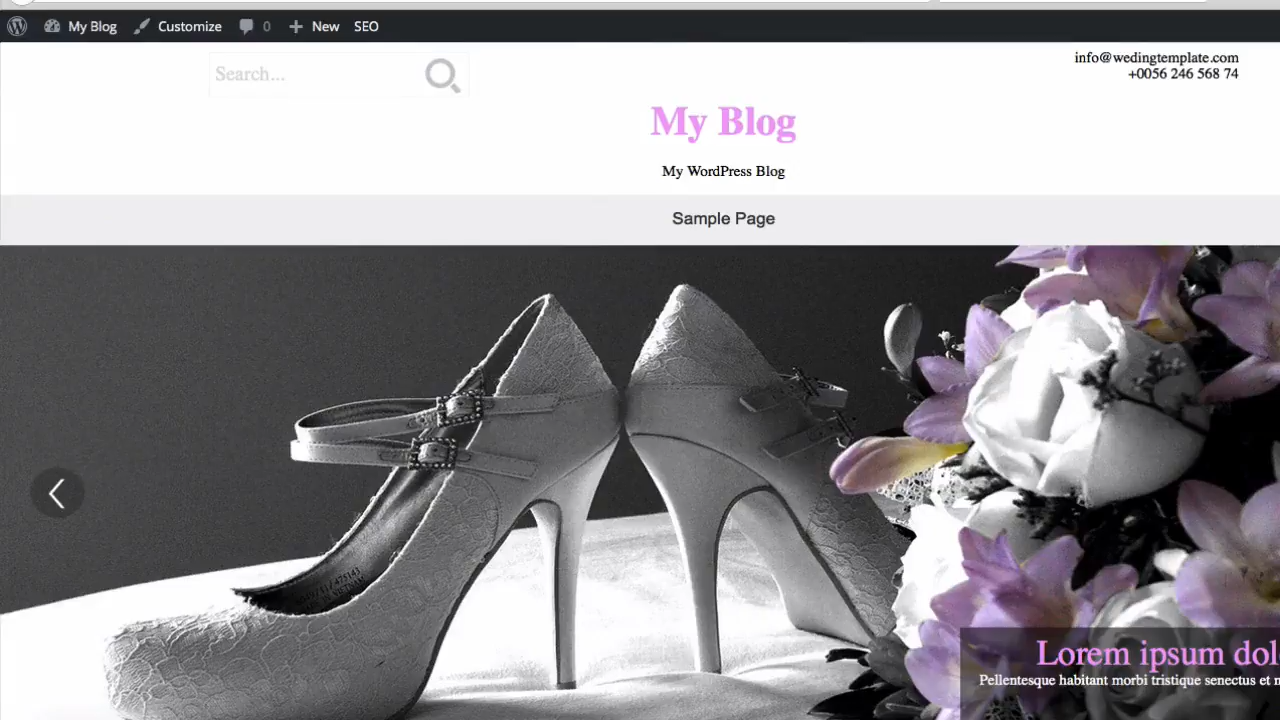 My Blog Customize 0 New SEO
Search...
info@wedingtemplate.com
+0056 246 568 74
My Blog
My WordPress Blog
Sample Page
Lorem ipsum dol
Pellentesque habitant morbi tristique senectus et n